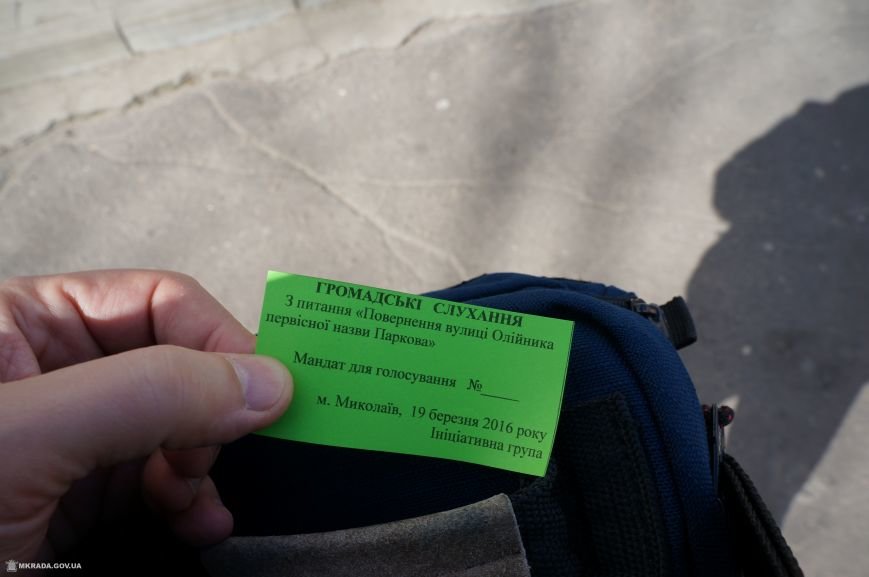 ГРОМАДСЬКІ СЛУХАННЯ
З питання «Повернення вулиці Олійника
первісної назви Паркова»
Мандат для голосування №____
м. Миколаїв, 19 березня 2016 року
Ініціативна група
MKRADA.GOV.UA